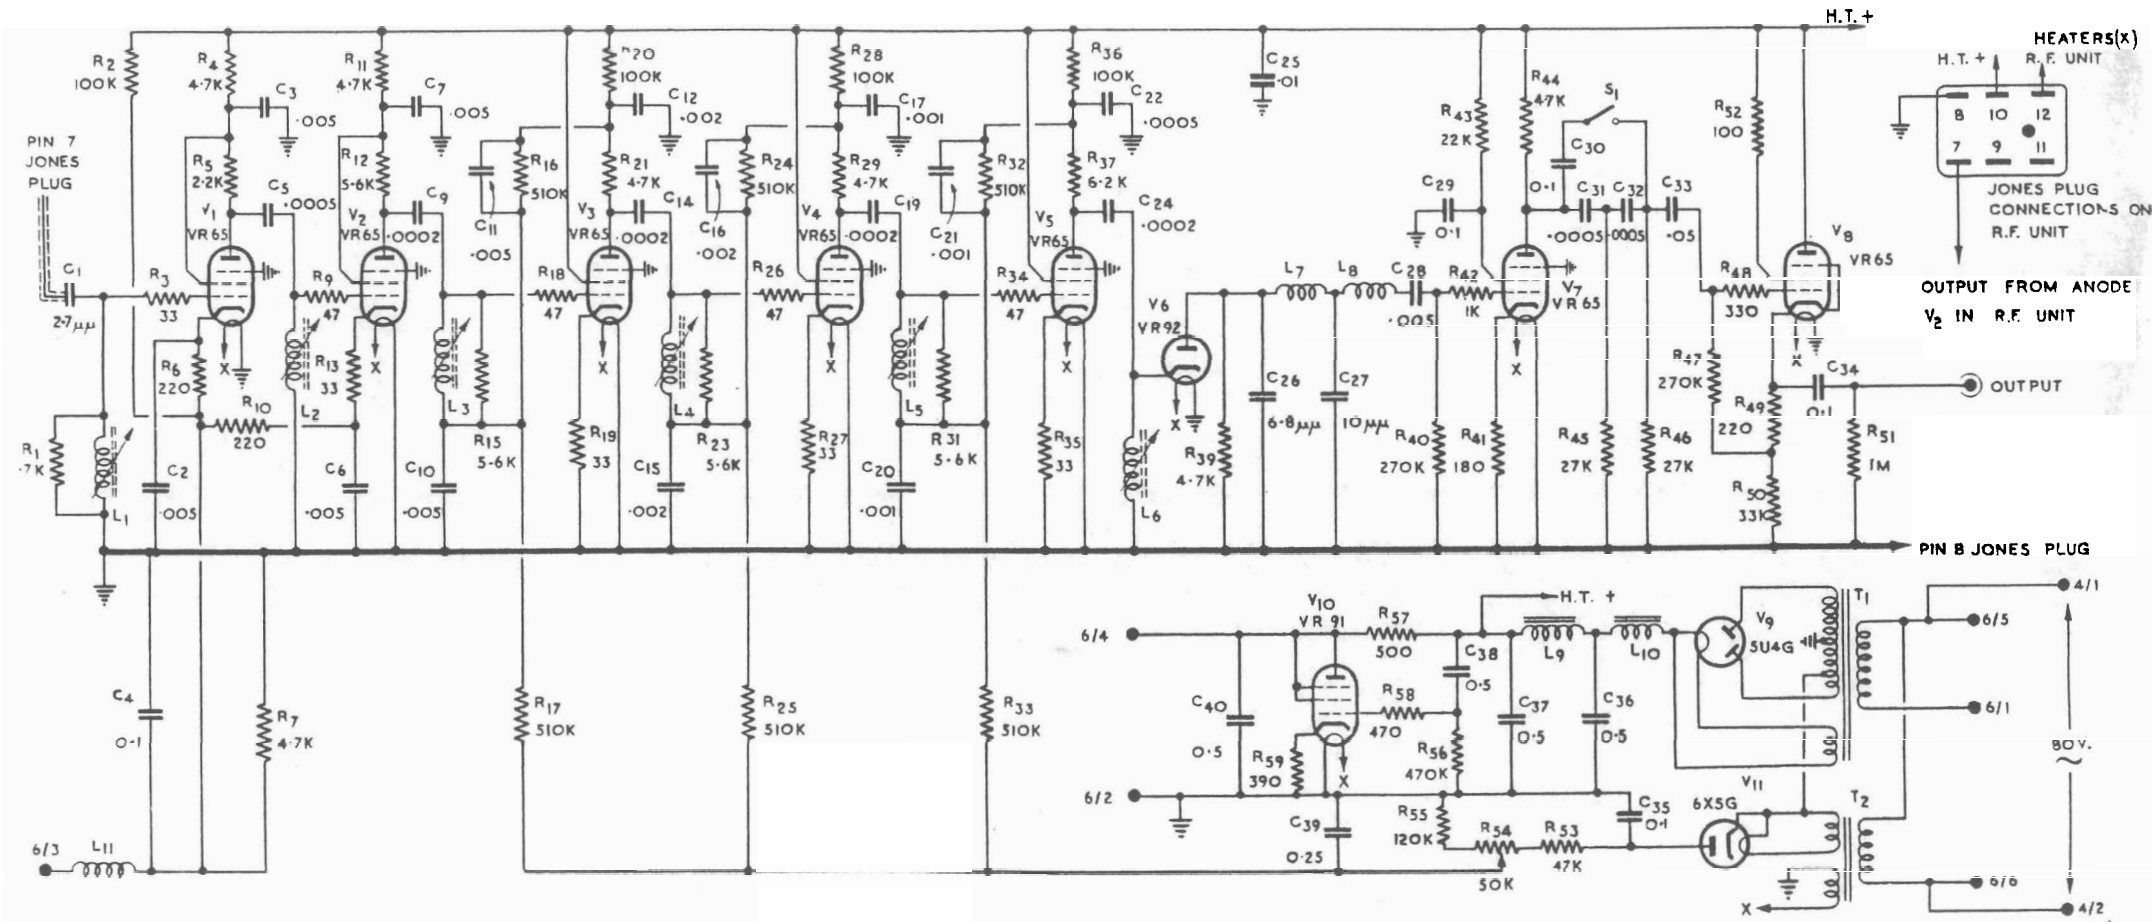 H.T. +
HEATERS(X)
H.T. +
R.F. UNIT
8 10 12
7 9 11
JONES PLUG
CONNECTIONS ON
R.F. UNIT
OUTPUT FROM ANODE
V2 IN R.F. UNIT
PIN 7
JONES
PLUG
C1
2·7μμ
R1
·7K
L1
R2
100K
R3
33
R4
4·7K
C3
·005
R5
2·2K
V1
VR65
C5
·0005
R6
220
X
C2
·005
R10
220
L2
R9
47
R11
4·7K
C7
·005
R12
5·6K
V2
VR65
C9
·0002
R13
33
X
C6
·005
C10
·005
L3
R15
5·6K
C11
·005
R16
510K
R18
47
R20
100K
C12
·002
R21
4·7K
V3
VR65
C14
·0002
X
R19
33
C15
·002
L4
R23
5·6K
C16
·002
R24
510K
R26
47
R28
100K
C17
·001
R29
4·7K
V4
VR65
C19
·0002
X
R27
33
C20
·001
L5
R31
5·6K
C21
·001
R32
510K
R34
47
R36
100K
C22
·0005
R37
6·2K
V5
VR65
C24
·0002
X
R35
33
L6
V6
VR92
X
R39
4·7K
C25
·01
L7
L8
C28
·005
C26
6·8μμ
C27
10μμ
R40
270K
R42
1K
C29
0·1
R43
22K
R44
47K
S1
C30
0·1
C31
·0005
C32
·0005
C33
·05
V7
VR65
X
R41
180
R45
27K
R46
27K
R52
100
R48
330
V8
VR65
X
R47
270K
R49
220
C34
0·1
OUTPUT
R50
33K
R51
1M
PIN 8 JONES PLUG
C4
0·1
R7
4·7K
6/3
L11
R17
510K
R25
510K
R33
510K
6/4
6/2
C40
0·5
V10
VR91
R57
500
H.T. +
L9
L10
C38
0·5
R58
470
R59
390
X
R56
470K
C37
0·5
C36
0·5
C39
0·25
R55
120K
R54
50K
R53
47K
C35
0·1
V9
5U4G
V11
6X5G
T1
T2
X
4/1
6/5
6/1
80V.
~
6/6
4/2